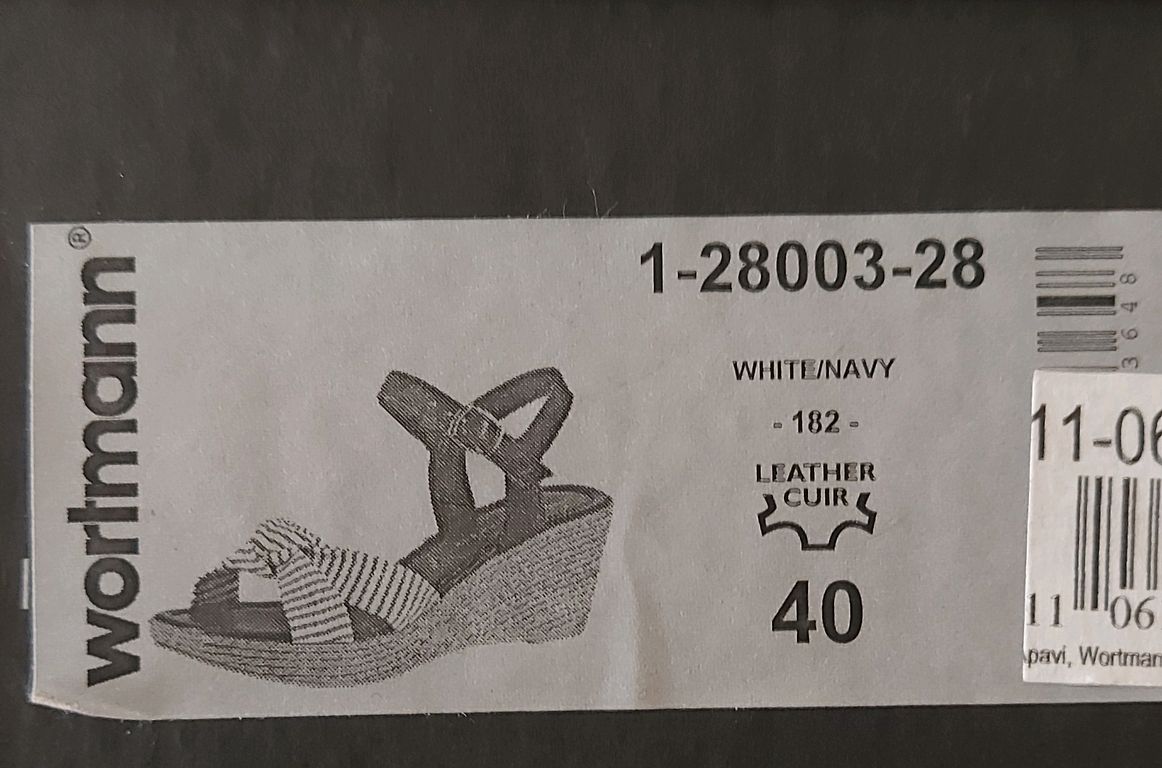 wortmann®
1-28003-28
WHITE/NAVY
- 182 -
LEATHER
CUIR
40
3648
11-06
11 06
pavi, Wortman